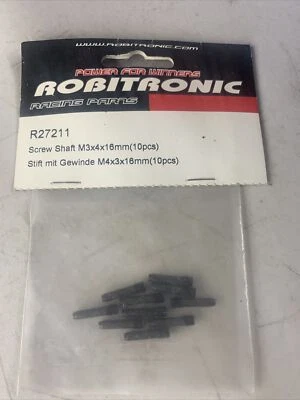 WWW.ROBITRONIC.COM
POWER FOR WINNERS
ROBITRONIC
RACING PARTS
R27211
Screw Shaft M3x4x16mm(10pcs)
Stift mit Gewinde M4x3x16mm(10pcs)